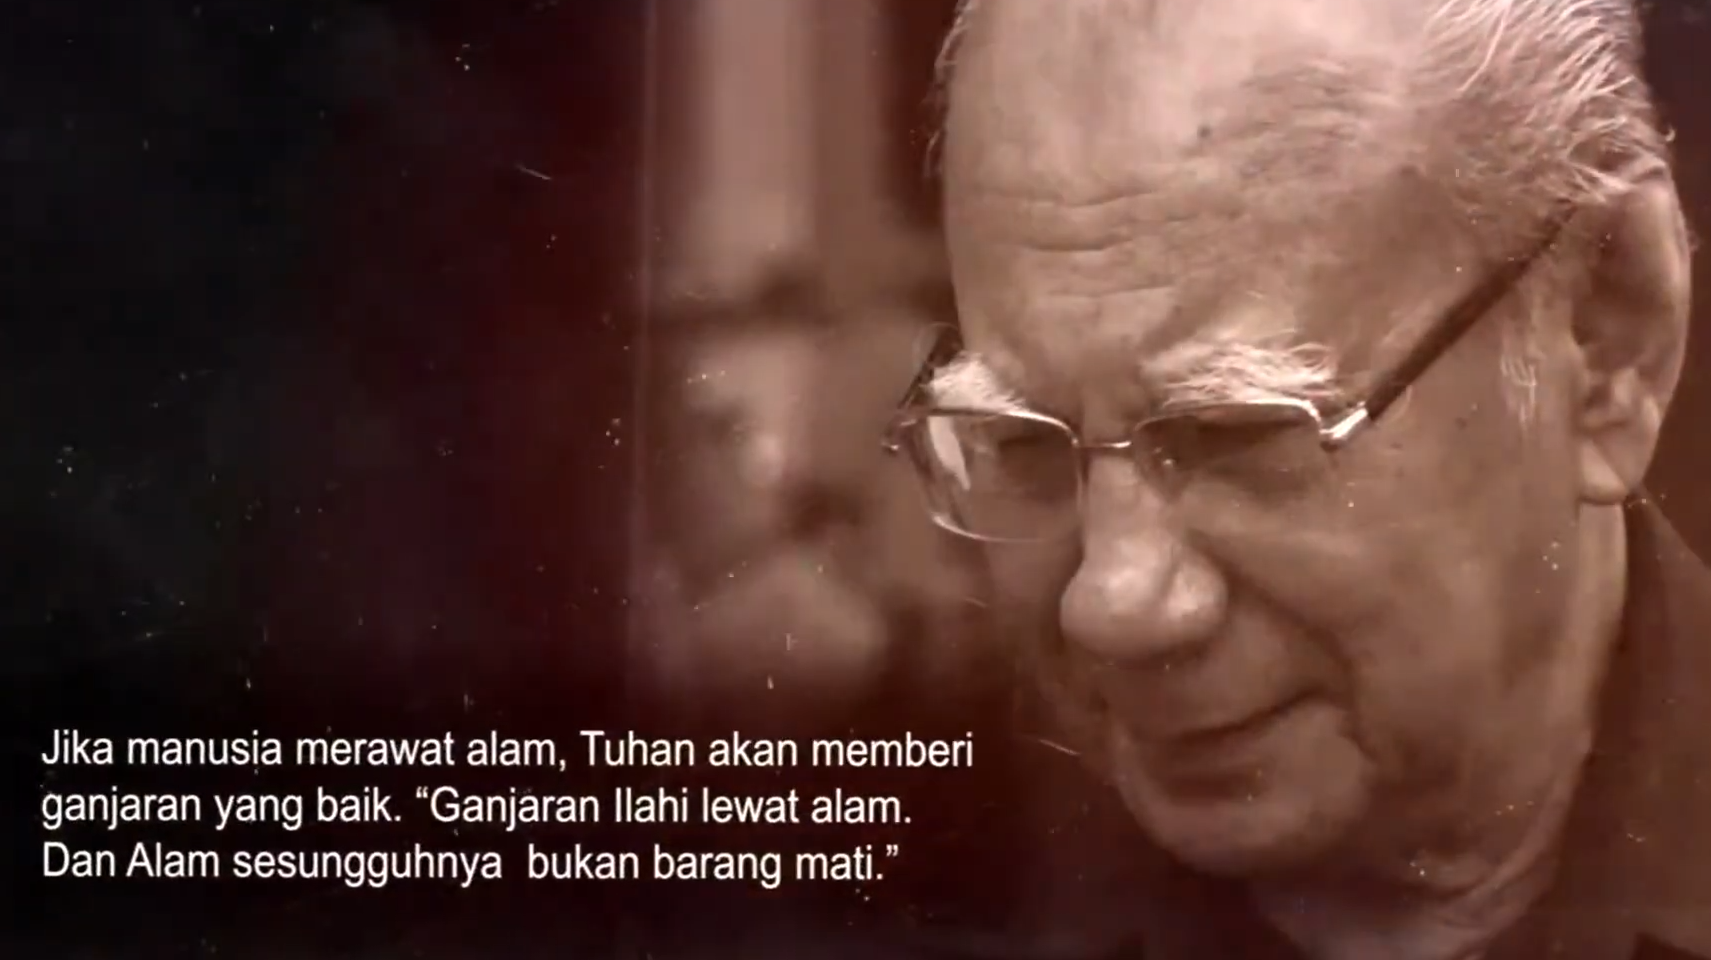 Jika manusia merawat alam, Tuhan akan memberi
ganjaran yang baik. “Ganjaran Ilahi lewat alam.
Dan Alam sesungguhnya  bukan barang mati.”